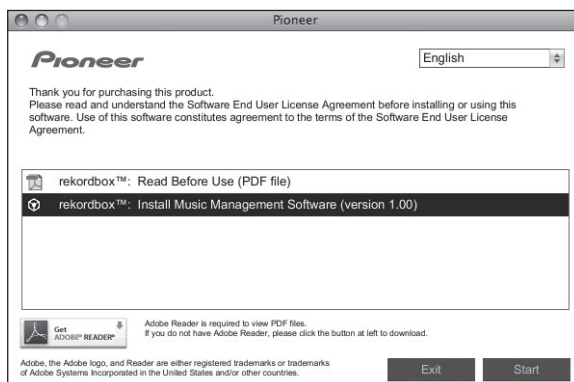 Pioneer
Pioneer
English
Thank you for purchasing this product.
Please read and understand the Software End User License Agreement before installing or using this
software. Use of this software constitutes agreement to the terms of the Software End User License
Agreement.
rekordbox™: Read Before Use (PDF file)
rekordbox™: Install Music Management Software (version 1.00)
Get
ADOBE® READER®
Adobe Reader is required to view PDF files.
If you do not have Adobe Reader, please click the button at left to download.
Adobe, the Adobe logo, and Reader are either registered trademarks or trademarks
of Adobe Systems Incorporated in the United States and/or other countries.
Exit
Start